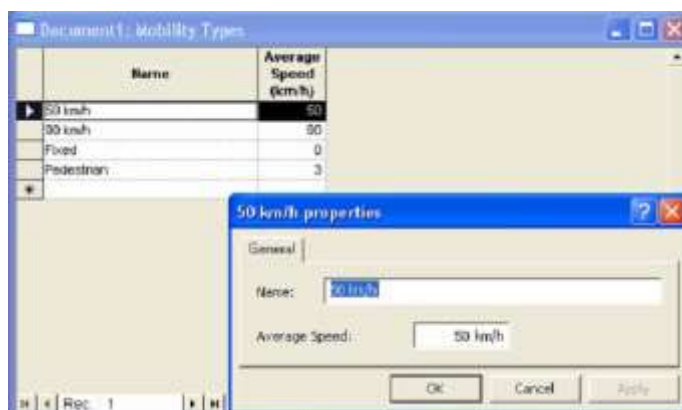 Document1: Mobility Types
Name
Average
Speed
(km/h)
50 km/h 50
90 km/h 90
Fixed 0
Pedestrian 3
50 km/h properties
General
Name: 50 km/h
Average Speed: 50 km/h
OK Cancel Apply
Rec. 1